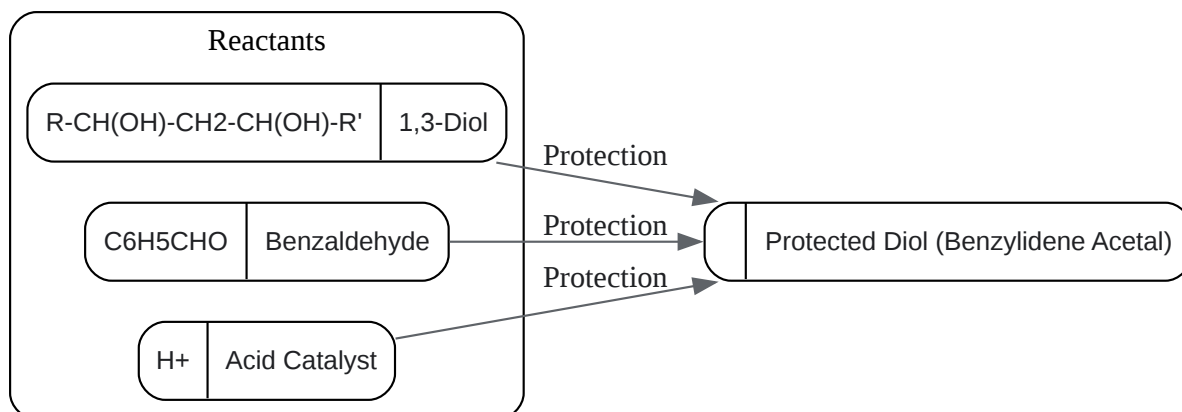 Reactants
R-CH(OH)-CH2-CH(OH)-R' 1,3-Diol
Protection
C6H5CHO Benzaldehyde
Protection
Protected Diol (Benzylidene Acetal)
Protection
H+ Acid Catalyst